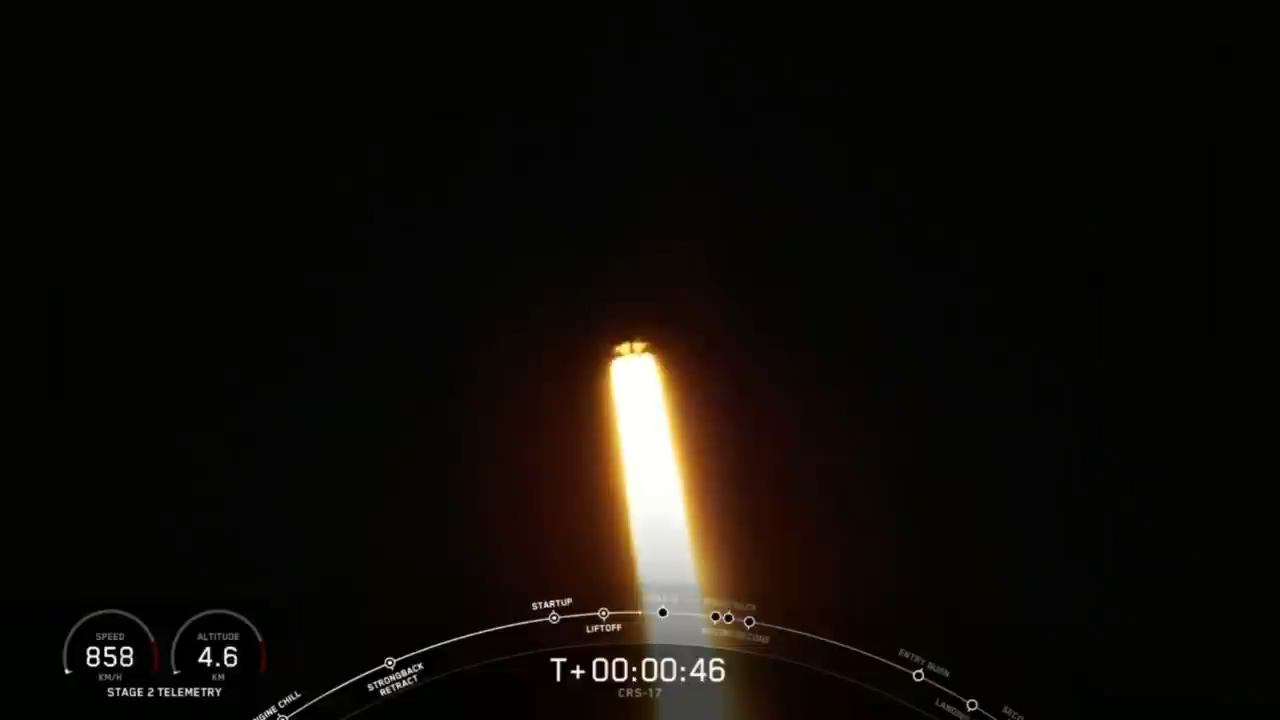 STARTUP
LIFTOFF
STRONGBACK
RETRACT
ENTRY BURN
SPEED
858
KM/H
ALTITUDE
4.6
KM
STAGE 2 TELEMETRY
T+00:00:46
CRS-17